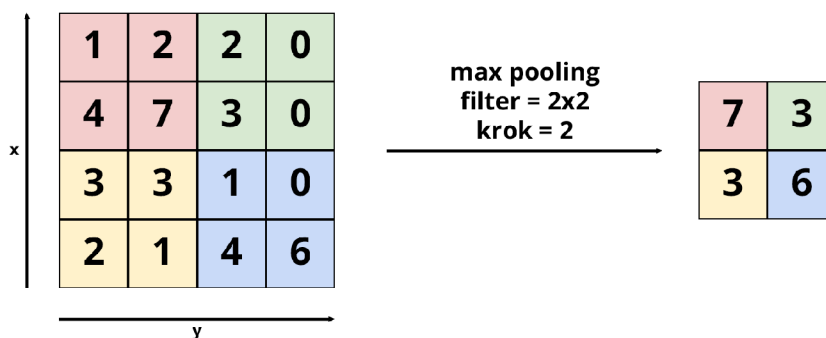 1 2 2 0
4 7 3 0
3 3 1 0
2 1 4 6
x
y
max pooling
filter = 2x2
krok = 2
7 3
3 6